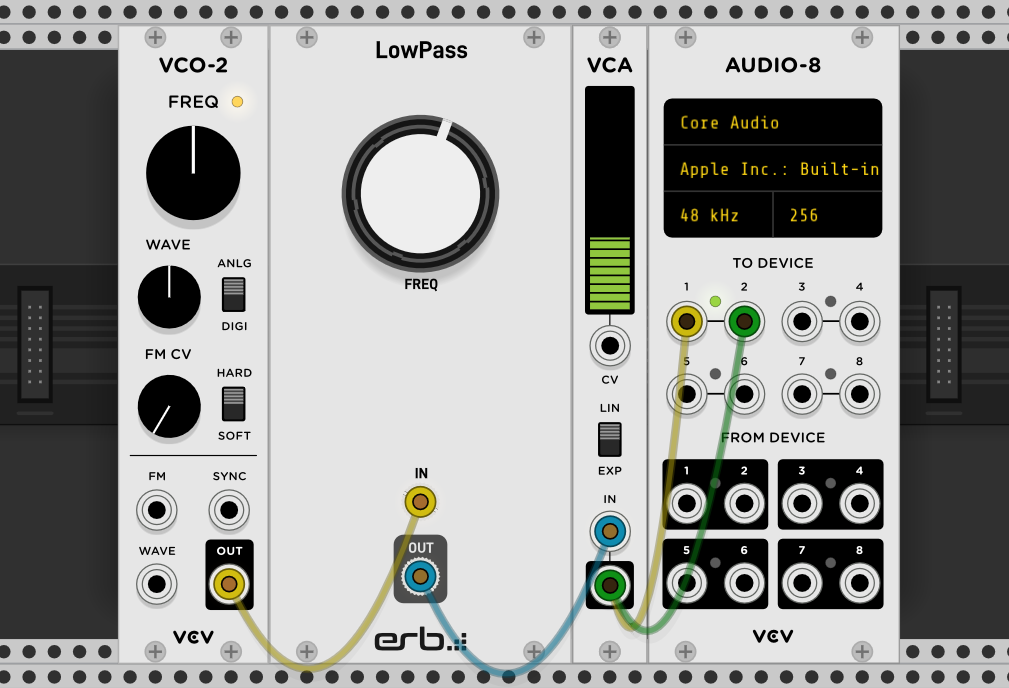 VCO-2
FREQ
WAVE
ANLG
DIGI
FM CV
HARD
SOFT
FM
SYNC
WAVE
OUT
VCV
LowPass
FREQ
IN
OUT
erb
VCA
CV
LIN
EXP
IN
AUDIO-8
Core Audio
Apple Inc.: Built-in
48 kHz 256
TO DEVICE
1 2 3 4
5 6 7 8
FROM DEVICE
1 2 3 4
5 6 7 8
VCV